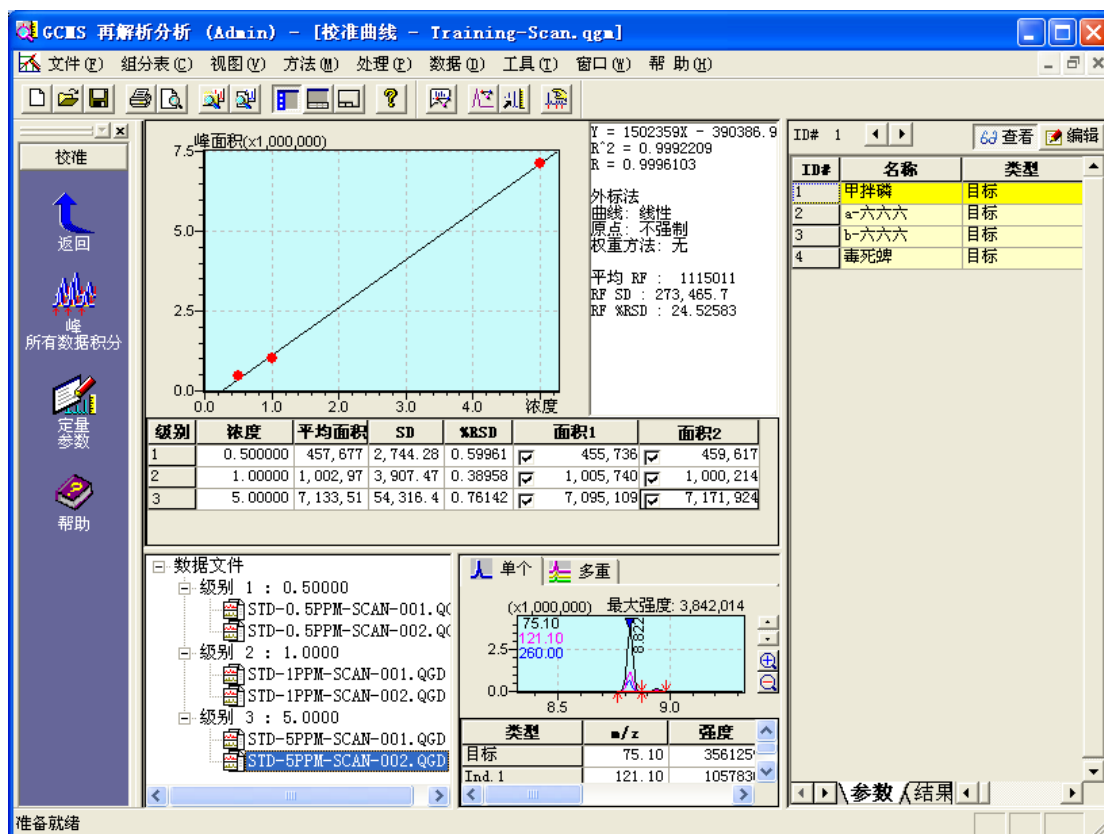 GCMS 再解析分析 (Admin) - [校准曲线 - Training-Scan.qgm]
文件(F) 组分表(C) 视图(V) 方法(M) 处理(P) 数据(D) 工具(T) 窗口(W) 帮 助(H)
校准
返回
峰
所有数据积分
定量
参数
帮助
峰面积(x1,000,000)
7.5
5.0
2.5
0.0
0.0 1.0 2.0 3.0 4.0 浓度
Y = 1502359X - 390386.9
R^2 = 0.9992209
R = 0.9996103
外标法
曲线: 线性
原点: 不强制
权重方法: 无
平均 RF : 1115011
RF SD : 273,465.7
RF %RSD : 24.52583
级别 浓度 平均面积 SD %RSD 面积1 面积2
1 0.500000 457,677 2,744.28 0.59961 455,736 459,617
2 1.00000 1,002,97 3,907.47 0.38958 1,005,740 1,000,214
3 5.00000 7,133,51 54,316.4 0.76142 7,095,109 7,171,924
数据文件
级别 1 : 0.50000
STD-0.5PPM-SCAN-001.QG
STD-0.5PPM-SCAN-002.QG
级别 2 : 1.0000
STD-1PPM-SCAN-001.QGD
STD-1PPM-SCAN-002.QGD
级别 3 : 5.0000
STD-5PPM-SCAN-001.QGD
STD-5PPM-SCAN-002.QGD
单个 多重
(x1,000,000) 最大强度: 3,842,014
75.10
121.10
260.00
8.822
2.5
0.0
8.5 9.0
类型 m/z 强度
目标 75.10 356125
Ind.1 121.10 105783
ID# 1 查看 编辑
ID# 名称 类型
1 甲拌磷 目标
2 a-六六六 目标
3 b-六六六 目标
4 毒死蜱 目标
参数 结果
准备就绪